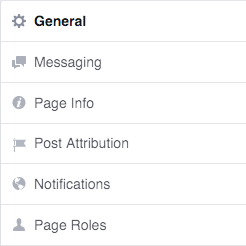 General
Messaging
Page Info
Post Attribution
Notifications
Page Roles